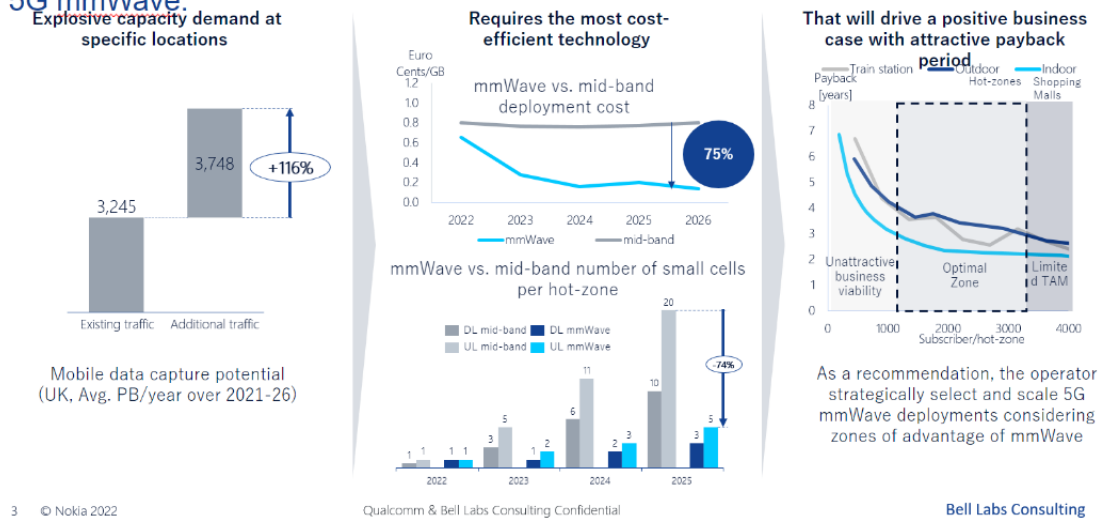 5G mmWave:
Explosive capacity demand at
specific locations
3,245
3,748
+116%
Existing traffic
Additional traffic
Mobile data capture potential
(UK, Avg. PB/year over 2021-26)
Requires the most cost-
efficient technology
Euro
Cents/GB
mmWave vs. mid-band
deployment cost
1.2
1.0
0.8
0.6
0.4
0.2
0.0
75%
2022 2023 2024 2025 2026
mmWave mid-band
mmWave vs. mid-band number of small cells
per hot-zone
DL mid-band DL mmWave
UL mid-band UL mmWave
1 1 1 1
3 5 1 2
6 11 2 3
10 20 3 5
-74%
2022 2023 2024 2025
That will drive a positive business
case with attractive payback
period
Train station Outdoor Indoor
Hot-zones Shopping
Malls
Payback
[years]
8
7
6
5
4
3
2
1
0
Unattractive
business
viability
Optimal
Zone
Limite
d TAM
0 1000 2000 3000 4000
Subscriber/hot-zone
As a recommendation, the operator
strategically select and scale 5G
mmWave deployments considering
zones of advantage of mmWave
3 © Nokia 2022
Qualcomm & Bell Labs Consulting Confidential
Bell Labs Consulting